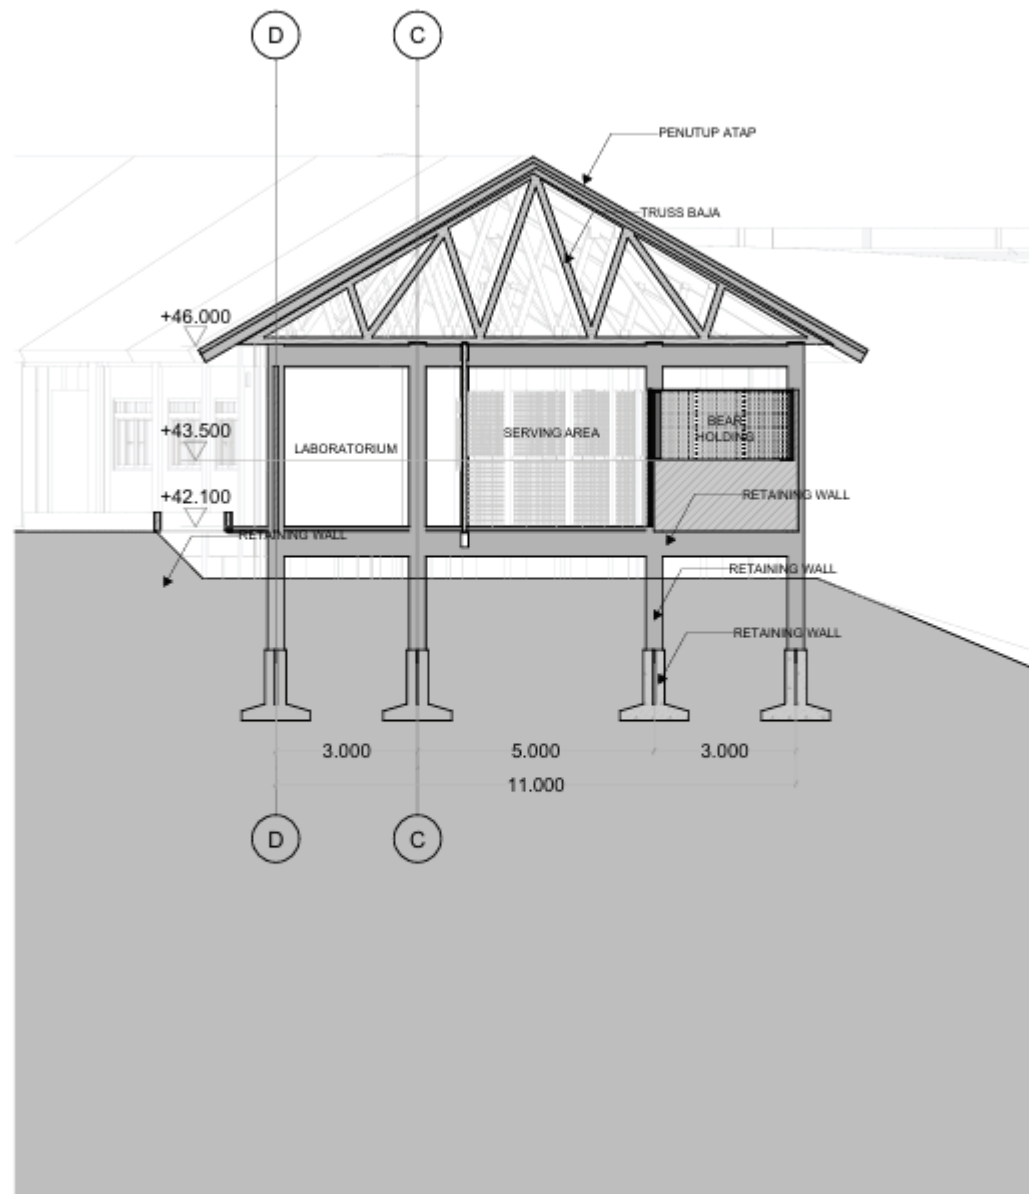 D
C
PENUTUP ATAP
TRUSS BAJA
+46.000
+43.500
LABORATORIUM
SERVING AREA
BEAR
HOLDING
+42.100
RETAINING WALL
RETAINING WALL
RETAINING WALL
RETAINING WALL
3.000
5.000
3.000
11.000
D
C